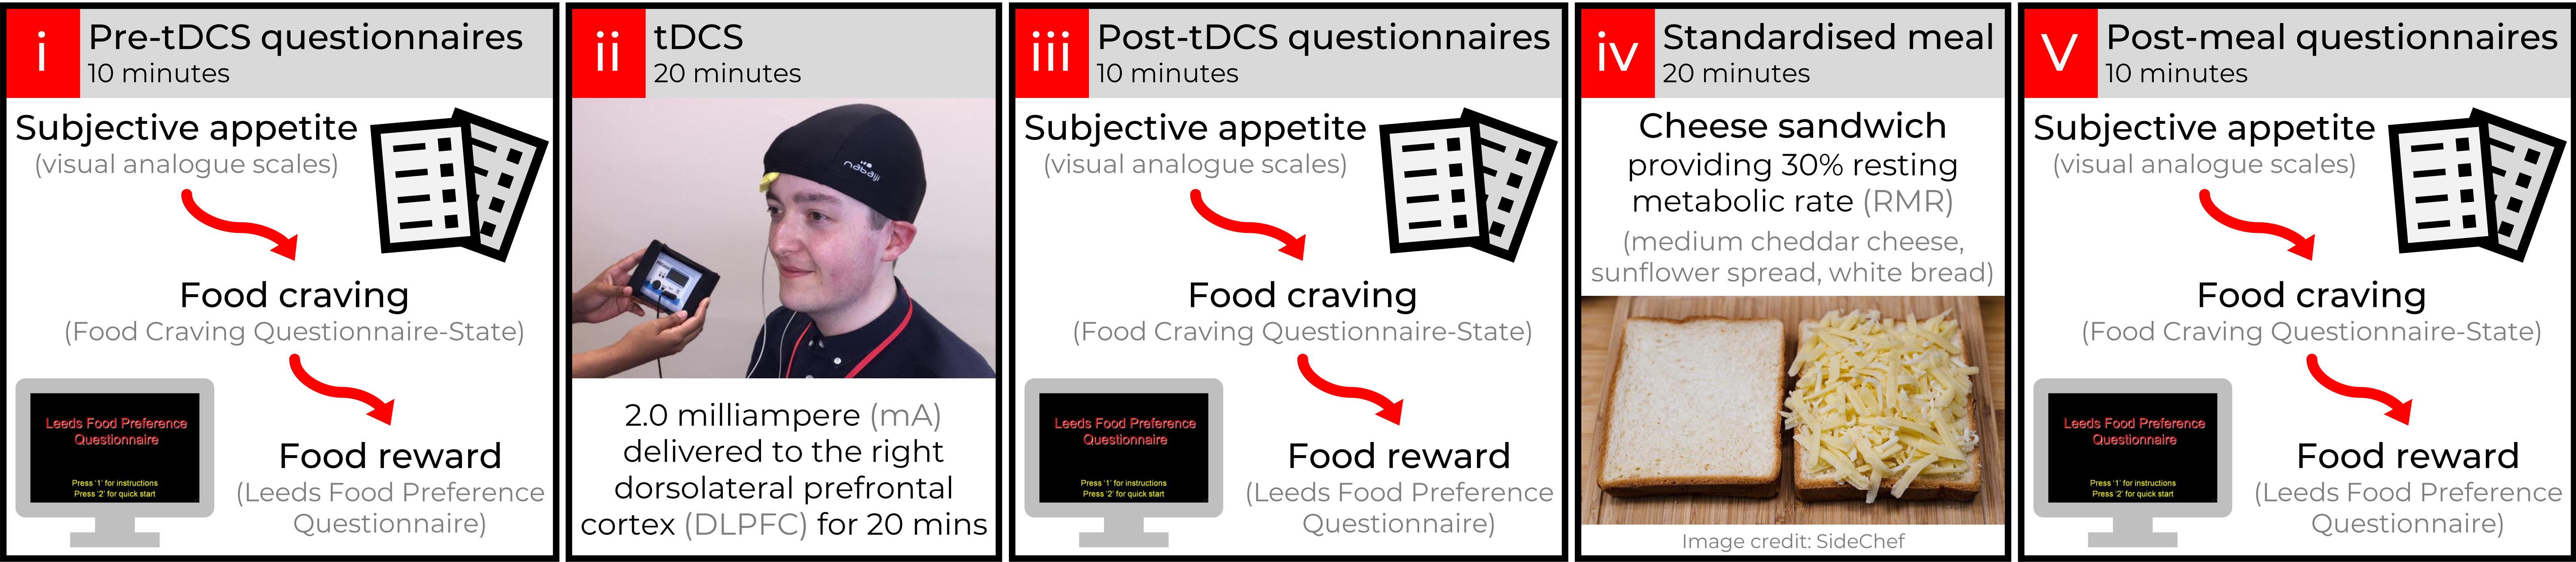 i
Pre-tDCS questionnaires
10 minutes
Subjective appetite
(visual analogue scales)
Food craving
(Food Craving Questionnaire-State)
Leeds Food Preference
Questionnaire
Press '1' for instructions
Press '2' for quick start
Food reward
(Leeds Food Preference
Questionnaire)
ii
tDCS
20 minutes
nabaiji
2.0 milliampere (mA)
delivered to the right
dorsolateral prefrontal
cortex (DLPFC) for 20 mins
iii
Post-tDCS questionnaires
10 minutes
Subjective appetite
(visual analogue scales)
Food craving
(Food Craving Questionnaire-State)
Leeds Food Preference
Questionnaire
Press '1' for instructions
Press '2' for quick start
Food reward
(Leeds Food Preference
Questionnaire)
iv
Standardised meal
20 minutes
Cheese sandwich
providing 30% resting
metabolic rate (RMR)
(medium cheddar cheese,
sunflower spread, white bread)
Image credit: SideChef
v
Post-meal questionnaires
10 minutes
Subjective appetite
(visual analogue scales)
Food craving
(Food Craving Questionnaire-State)
Leeds Food Preference
Questionnaire
Press '1' for instructions
Press '2' for quick start
Food reward
(Leeds Food Preference
Questionnaire)